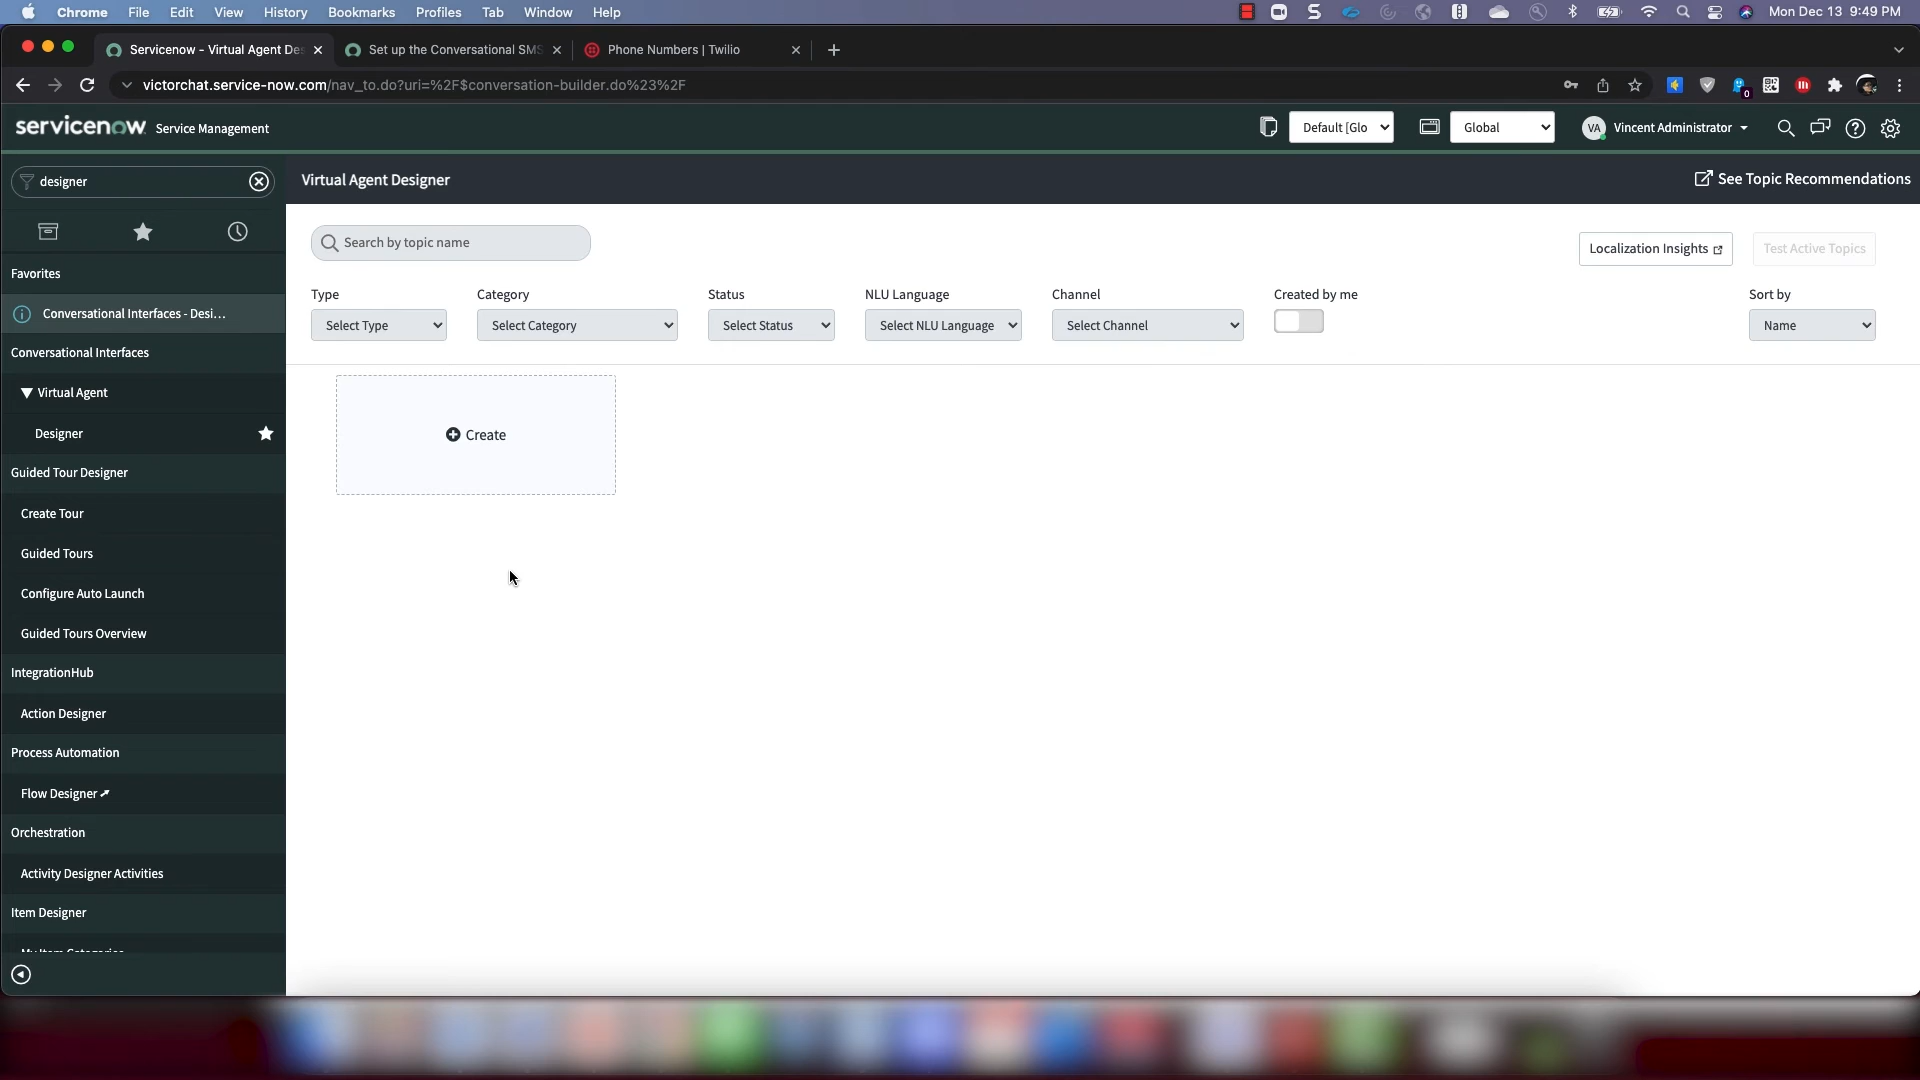 Chrome File Edit View History Bookmarks Profiles Tab Window Help Mon Dec 13 9:49 PM
Servicenow - Virtual Agent De Set up the Conversational SMS Phone Numbers | Twilio
victorchat.service-now.com/nav_to.do?uri=%2F$conversation-builder.do%23%2F
0
servicenow Service Management Default [Glo Global VA Vincent Administrator
designer
Virtual Agent Designer
See Topic Recommendations
Search by topic name
Localization Insights
Test Active Topics
Type Category Status NLU Language Channel Created by me Sort by
Select Type Select Category Select Status Select NLU Language Select Channel Name
Create
Favorites
Conversational Interfaces - Desi...
Conversational Interfaces
Virtual Agent
Designer
Guided Tour Designer
Create Tour
Guided Tours
Configure Auto Launch
Guided Tours Overview
IntegrationHub
Action Designer
Process Automation
Flow Designer
Orchestration
Activity Designer Activities
Item Designer
My Item Categories